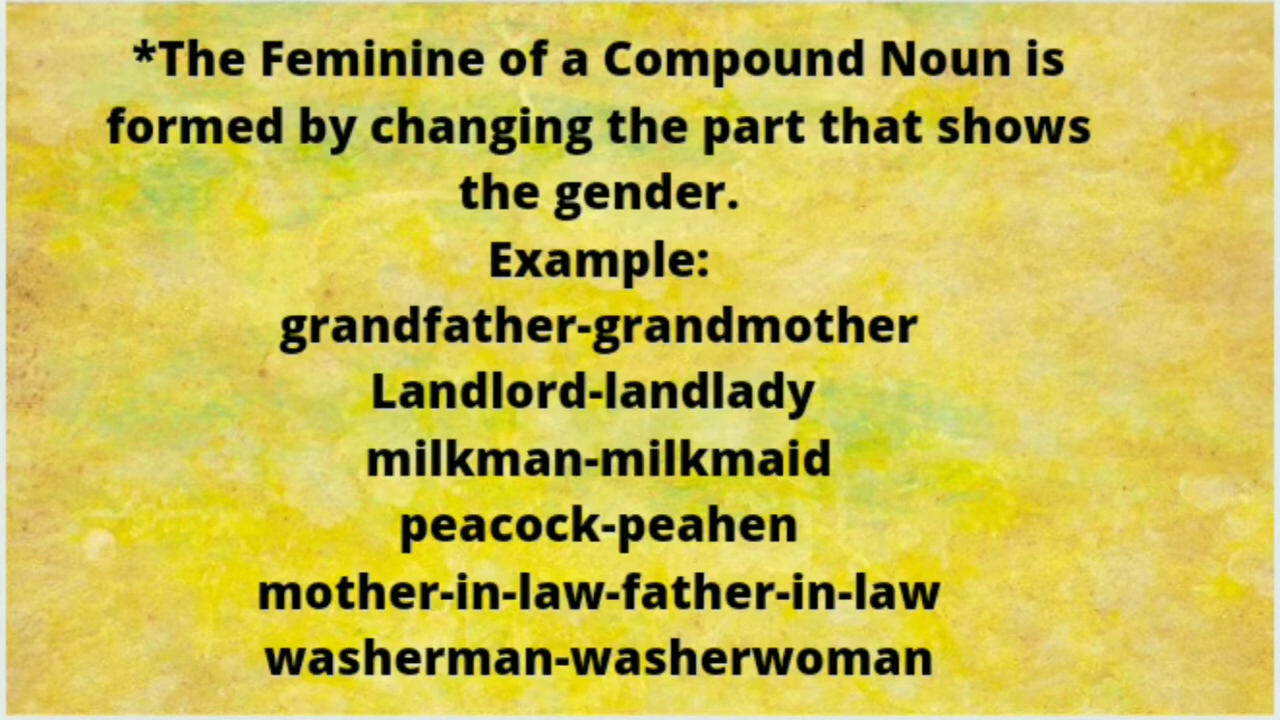 *The Feminine of a Compound Noun is
formed by changing the part that shows
the gender.
Example:
grandfather-grandmother
Landlord-landlady
milkman-milkmaid
peacock-peahen
mother-in-law-father-in-law
washerman-washerwoman